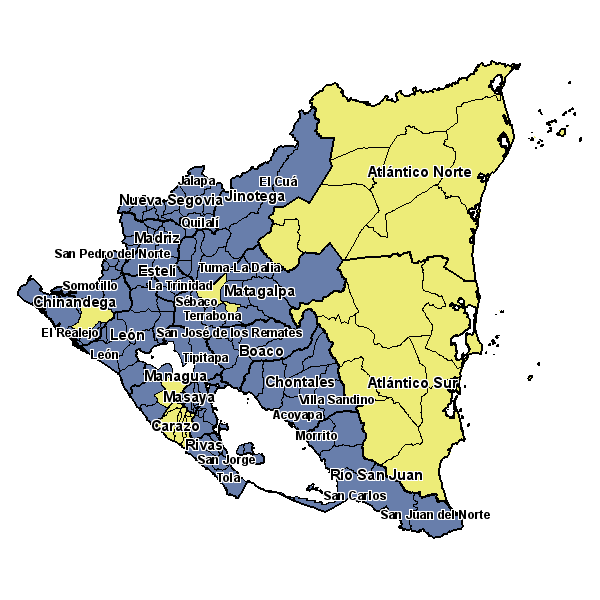 Atlántico Norte
Jalapa
El Cuá
Nueva Segovia
Jinotega
Quilalí
Madriz
San Pedro del Norte
Estelí
Tuma-La Dalia
Somotillo
La Trinidad
Matagalpa
Chinandega
Sébaco
Terrabona
El Realejo
León
San José de los Remates
León
Tipitapa
Boaco
Managua
Chontales
Atlántico Sur
Masaya
Villa Sandino
Acoyapa
Carazo
Morrito
Rivas
San Jorge
Tola
Río San Juan
San Carlos
San Juan del Norte